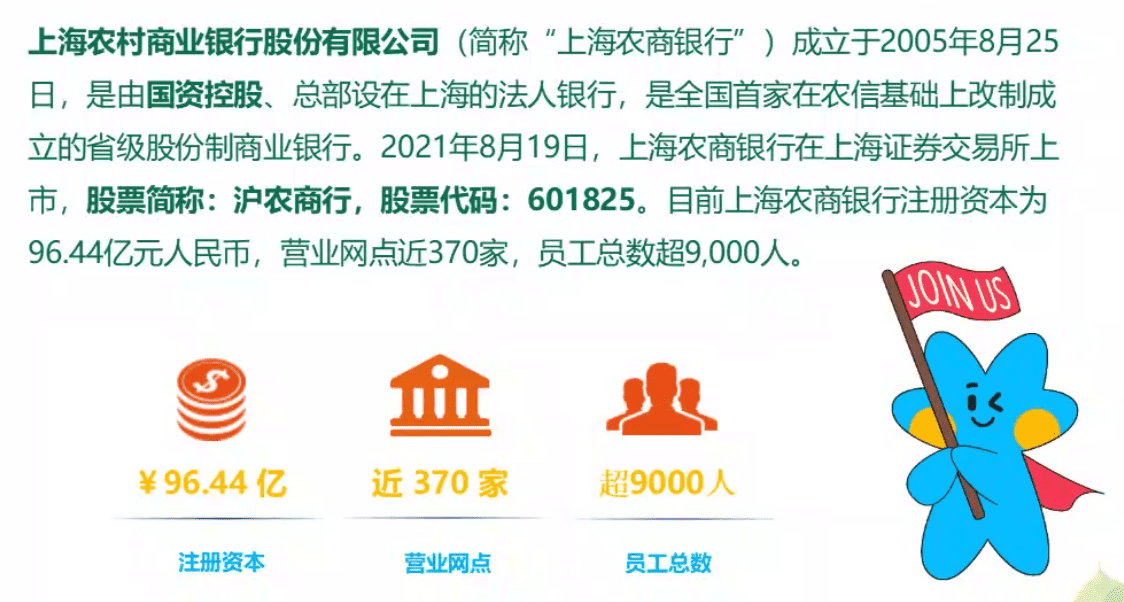 上海农村商业银行股份有限公司（简称“上海农商银行”）成立于2005年8月25
日，是由国资控股、总部设在上海的法人银行，是全国首家在农信基础上改制成
立的省级股份制商业银行。2021年8月19日，上海农商银行在上海证券交易所上
市，股票简称：沪农商行，股票代码：601825。目前上海农商银行注册资本为
96.44亿元人民币，营业网点近370家，员工总数超9,000人。
JOIN US
¥96.44 亿
近 370 家
超9000人
注册资本
营业网点
员工总数